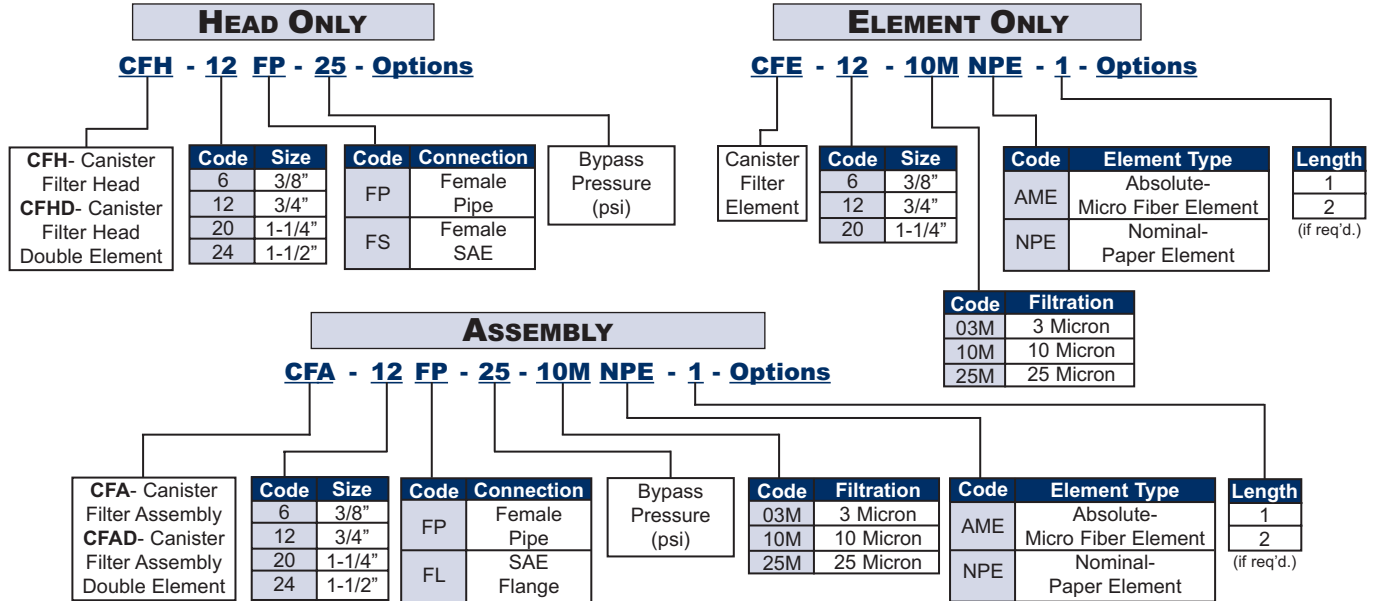 HEAD ONLY
CFH - 12 FP - 25 - Options
CFH- Canister
Filter Head
CFHD- Canister
Filter Head
Double Element
Code Size
6 3/8”
12 3/4”
20 1-1/4”
24 1-1/2”
Code Connection
FP Female
Pipe
FS Female
SAE
Bypass
Pressure
(psi)
ELEMENT ONLY
CFE - 12 - 10M NPE - 1 - Options
Canister
Filter
Element
Code Size
6 3/8”
12 3/4”
20 1-1/4”
Code Filtration
03M 3 Micron
10M 10 Micron
25M 25 Micron
Code Element Type
AME Absolute-
Micro Fiber Element
NPE Nominal-
Paper Element
Length
1
2
(if req’d.)
ASSEMBLY
CFA - 12 FP - 25 - 10M NPE - 1 - Options
CFA- Canister
Filter Assembly
CFAD- Canister
Filter Assembly
Double Element
Code Size
6 3/8”
12 3/4”
20 1-1/4”
24 1-1/2”
Code Connection
FP Female
Pipe
FL SAE
Flange
Bypass
Pressure
(psi)
Code Filtration
03M 3 Micron
10M 10 Micron
25M 25 Micron
Code Element Type
AME Absolute-
Micro Fiber Element
NPE Nominal-
Paper Element
Length
1
2
(if req’d.)